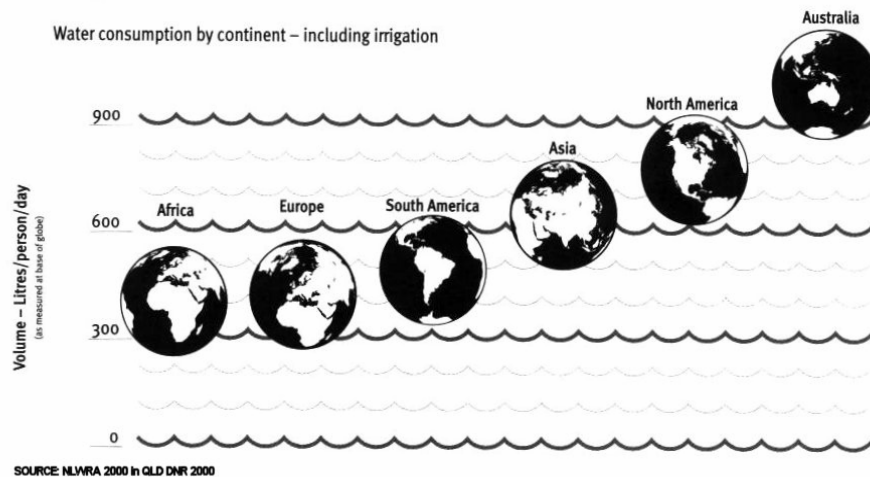 Australia
Water consumption by continent – including irrigation
North America
900
Asia
South America
Europe
Africa
600
300
0
Volume – Litres/person/day
(as measured at base of globe)
SOURCE: NLWRA 2000 in QLD DNR 2000